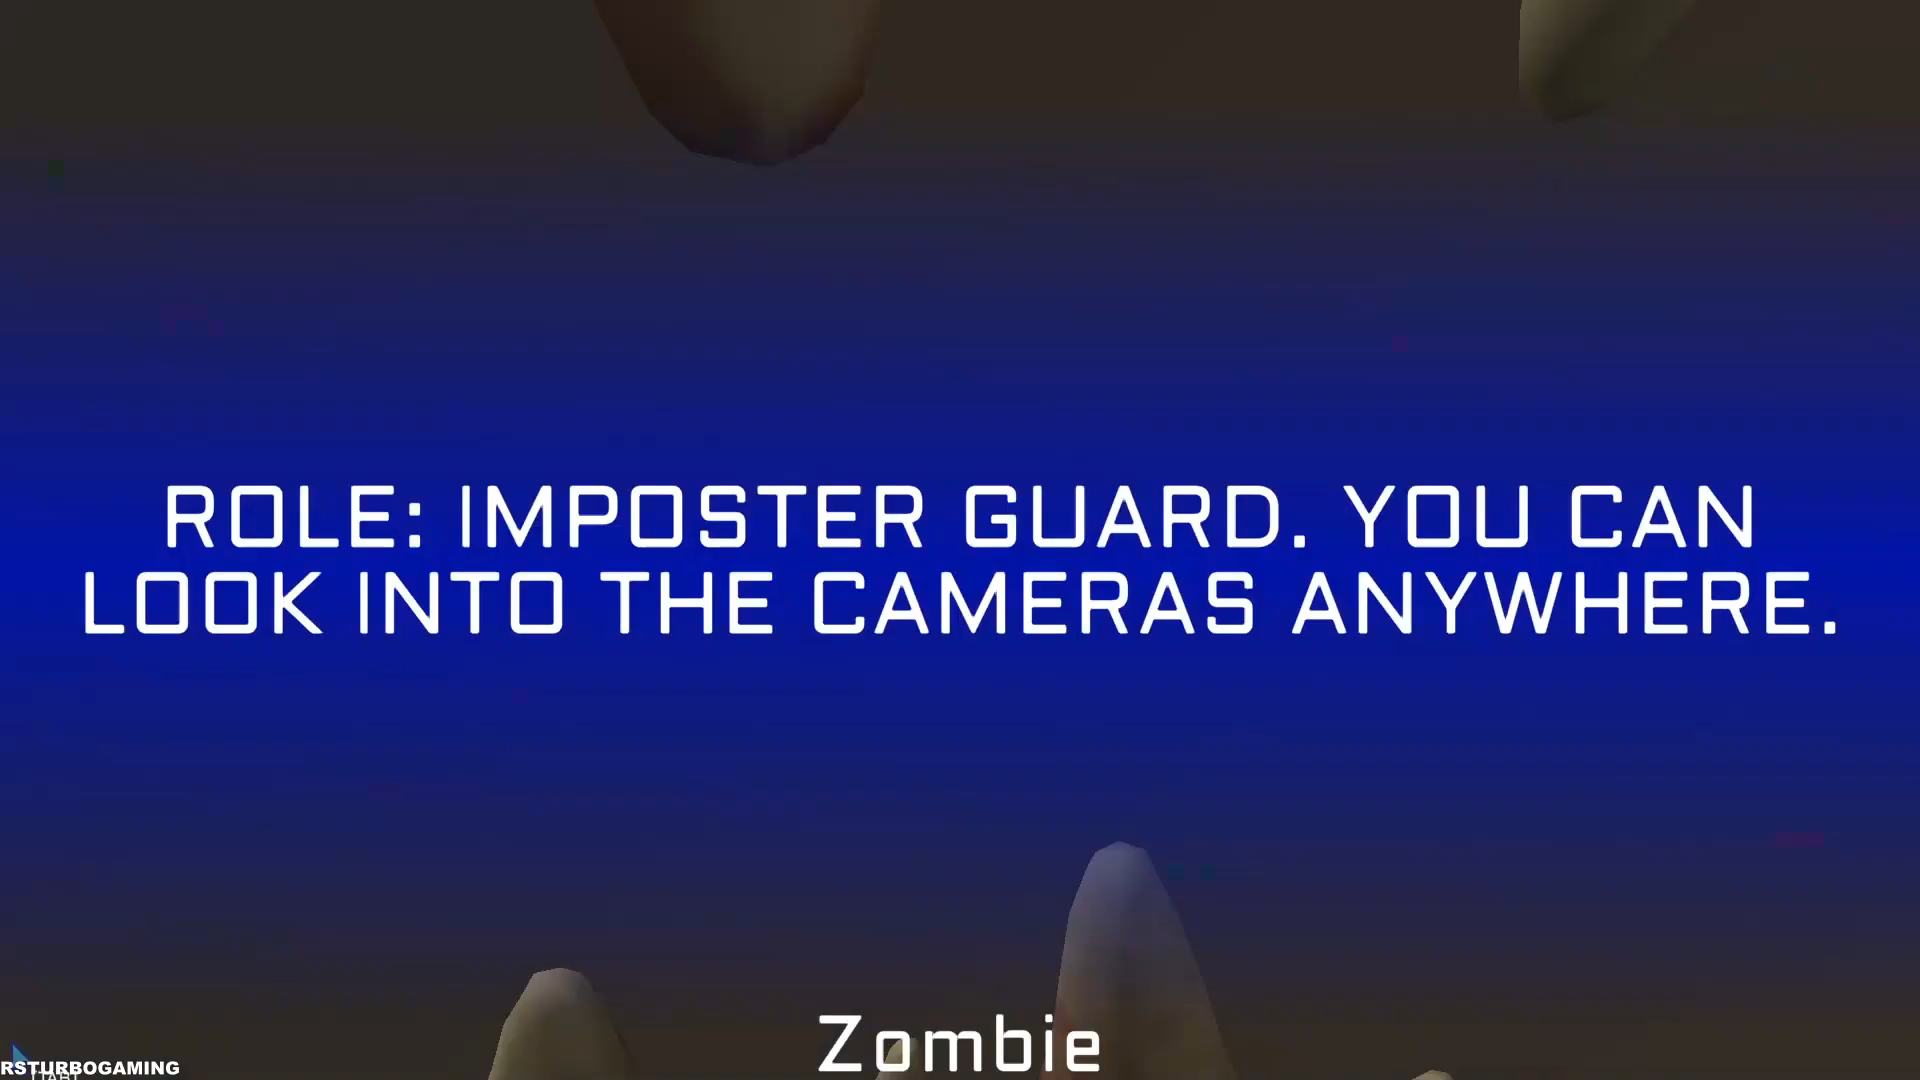 ROLE: IMPOSTER GUARD. YOU CAN
LOOK INTO THE CAMERAS ANYWHERE.
Zombie
RSTURBOGAMING